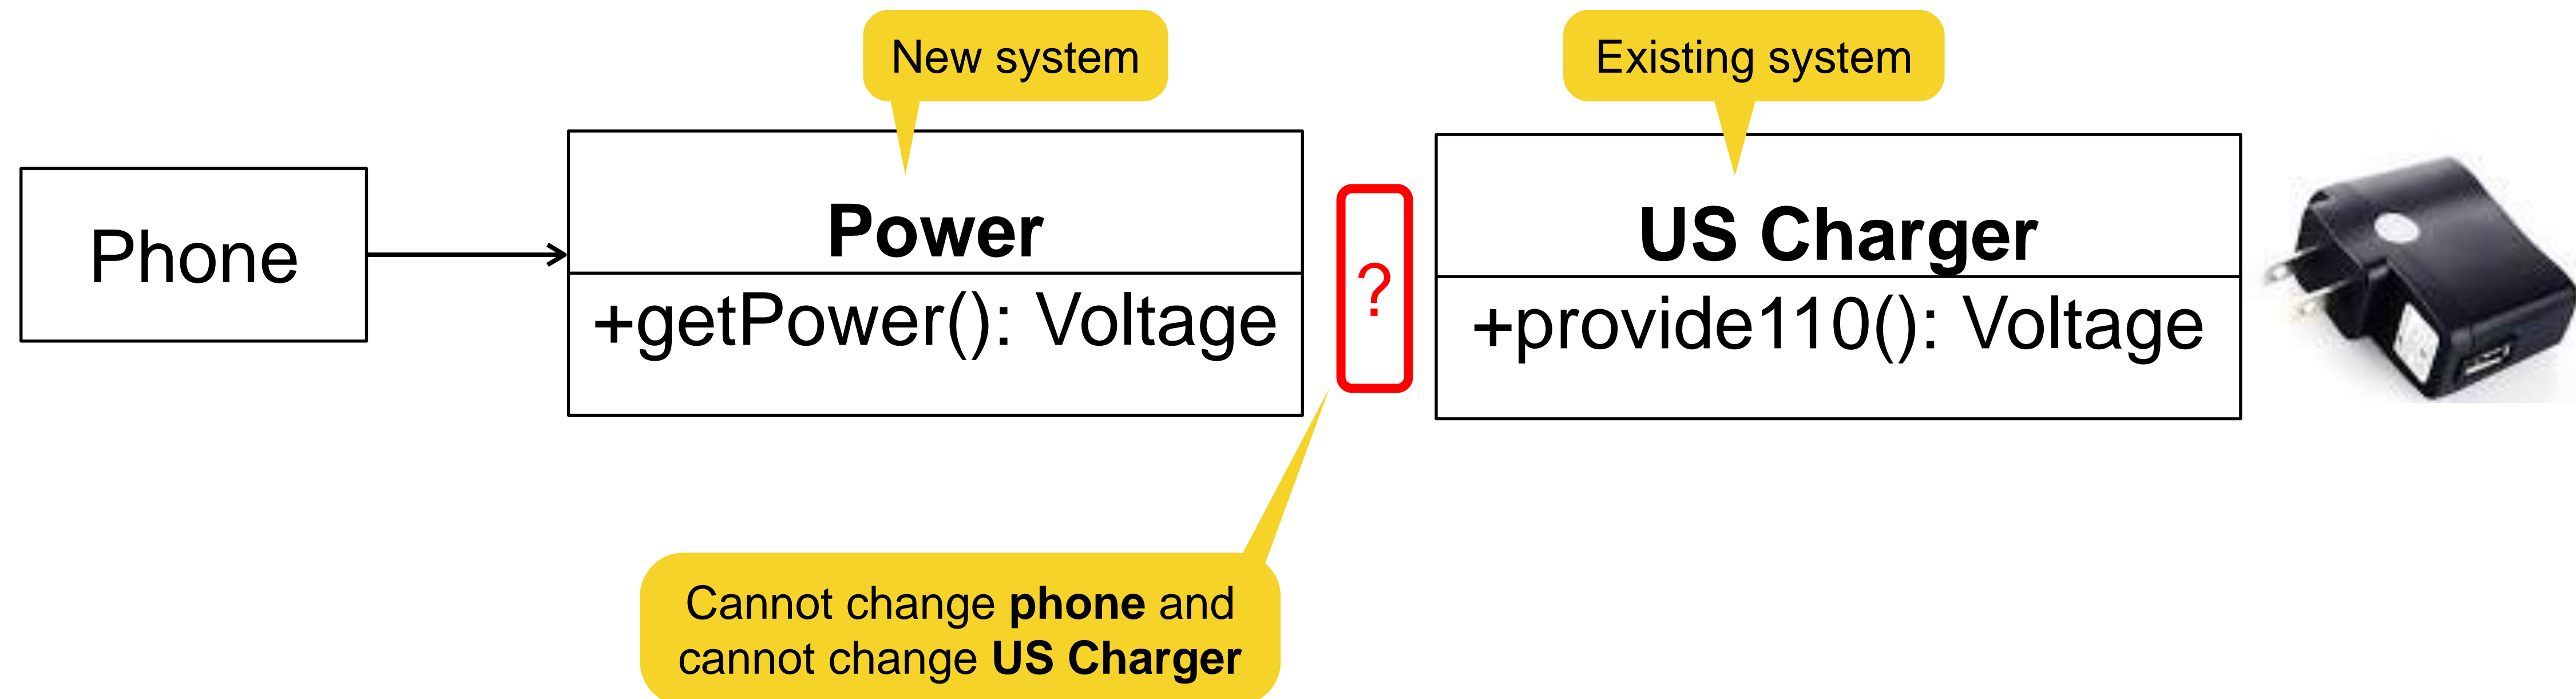 New system
Existing system
Phone
Power
+getPower(): Voltage
?
US Charger
+provide110(): Voltage
Cannot change phone and
cannot change US Charger